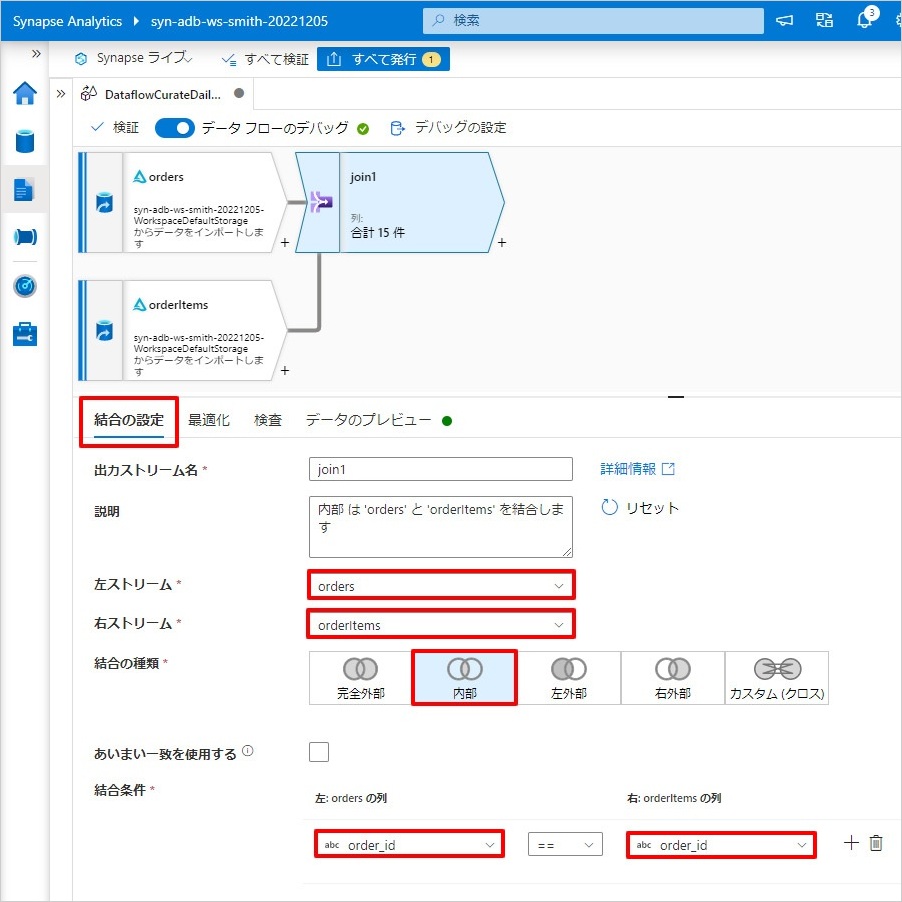 Synapse Analytics
syn-adb-ws-smith-20221205
検索
3
Synapse ライブ
すべて検証
すべて発行
1
DataflowCurateDail...
検証
データ フローのデバッグ
デバッグの設定
orders
syn-adb-ws-smith-20221205-
WorkspaceDefaultStorage
からデータをインポートしま
す
+
join1
列:
合計 15 件
+
orderItems
syn-adb-ws-smith-20221205-
WorkspaceDefaultStorage
からデータをインポートしま
す
+
結合の設定
最適化
検査
データのプレビュー
出力ストリーム名 *
join1
詳細情報
説明
内部 は 'orders' と 'orderItems' を結合しま
す
リセット
左ストリーム *
orders
右ストリーム *
orderItems
結合の種類 *
完全外部
内部
左外部
右外部
カスタム (クロス)
あいまい一致を使用する
結合条件 *
左: orders の列
右: orderItems の列
abc order_id
==
abc order_id